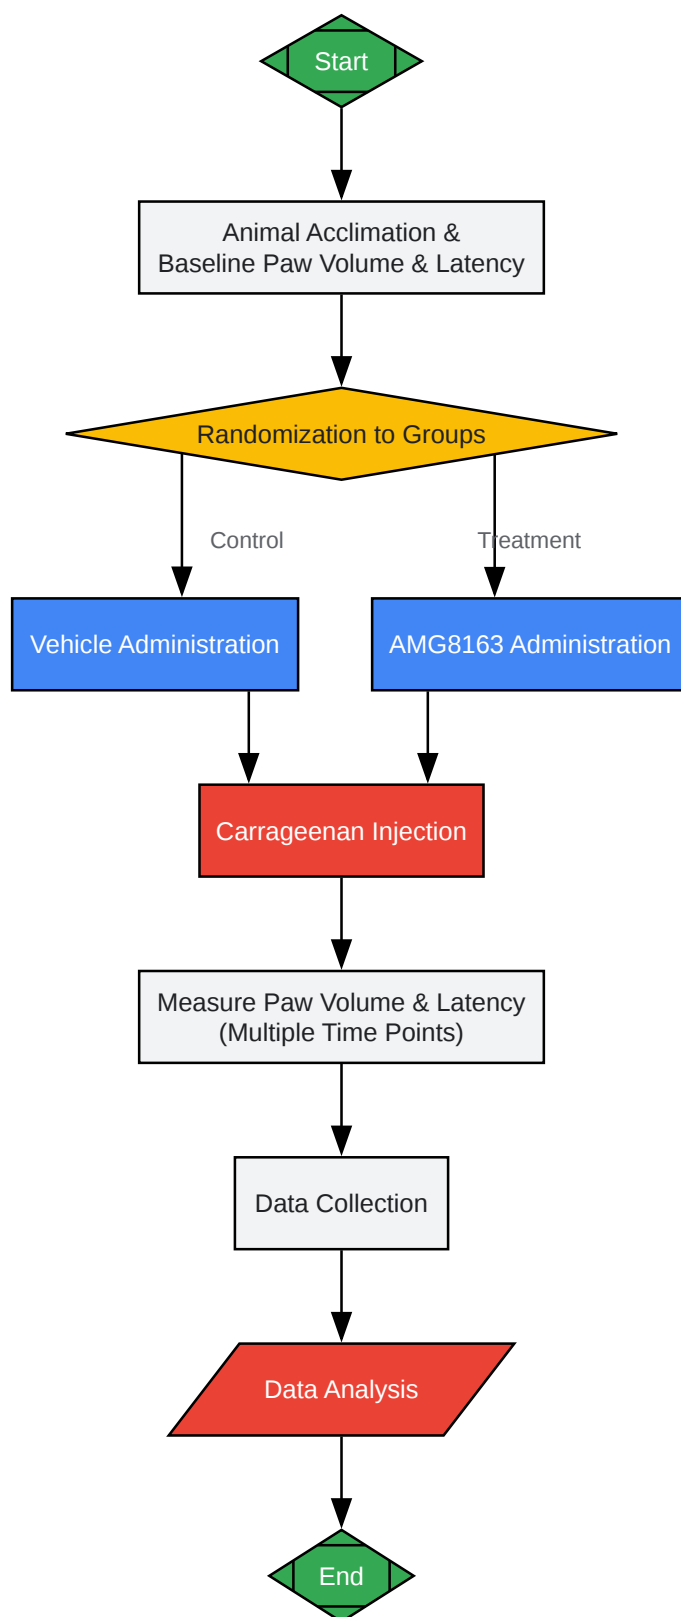 Start
Animal Acclimation &
Baseline Paw Volume & Latency
Randomization to Groups
Control
Treatment
Vehicle Administration
AMG8163 Administration
Carrageenan Injection
Measure Paw Volume & Latency
(Multiple Time Points)
Data Collection
Data Analysis
End